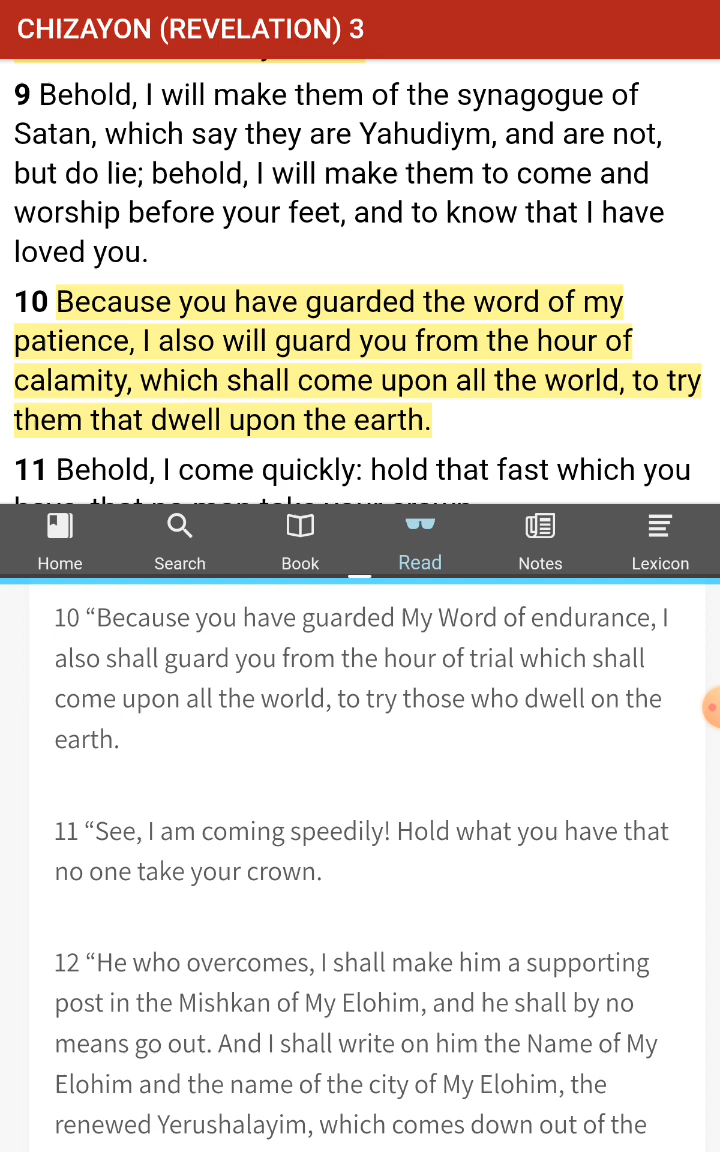 CHIZAYON (REVELATION) 3
9 Behold, I will make them of the synagogue of
Satan, which say they are Yahudiym, and are not,
but do lie; behold, I will make them to come and
worship before your feet, and to know that I have
loved you.
10 Because you have guarded the word of my
patience, I also will guard you from the hour of
calamity, which shall come upon all the world, to try
them that dwell upon the earth.
11 Behold, I come quickly: hold that fast which you
have, that no man take your crown
Home Search Book Read Notes Lexicon
10 “Because you have guarded My Word of endurance, I
also shall guard you from the hour of trial which shall
come upon all the world, to try those who dwell on the
earth.
11 “See, I am coming speedily! Hold what you have that
no one take your crown.
12 “He who overcomes, I shall make him a supporting
post in the Mishkan of My Elohim, and he shall by no
means go out. And I shall write on him the Name of My
Elohim and the name of the city of My Elohim, the
renewed Yerushalayim, which comes down out of the